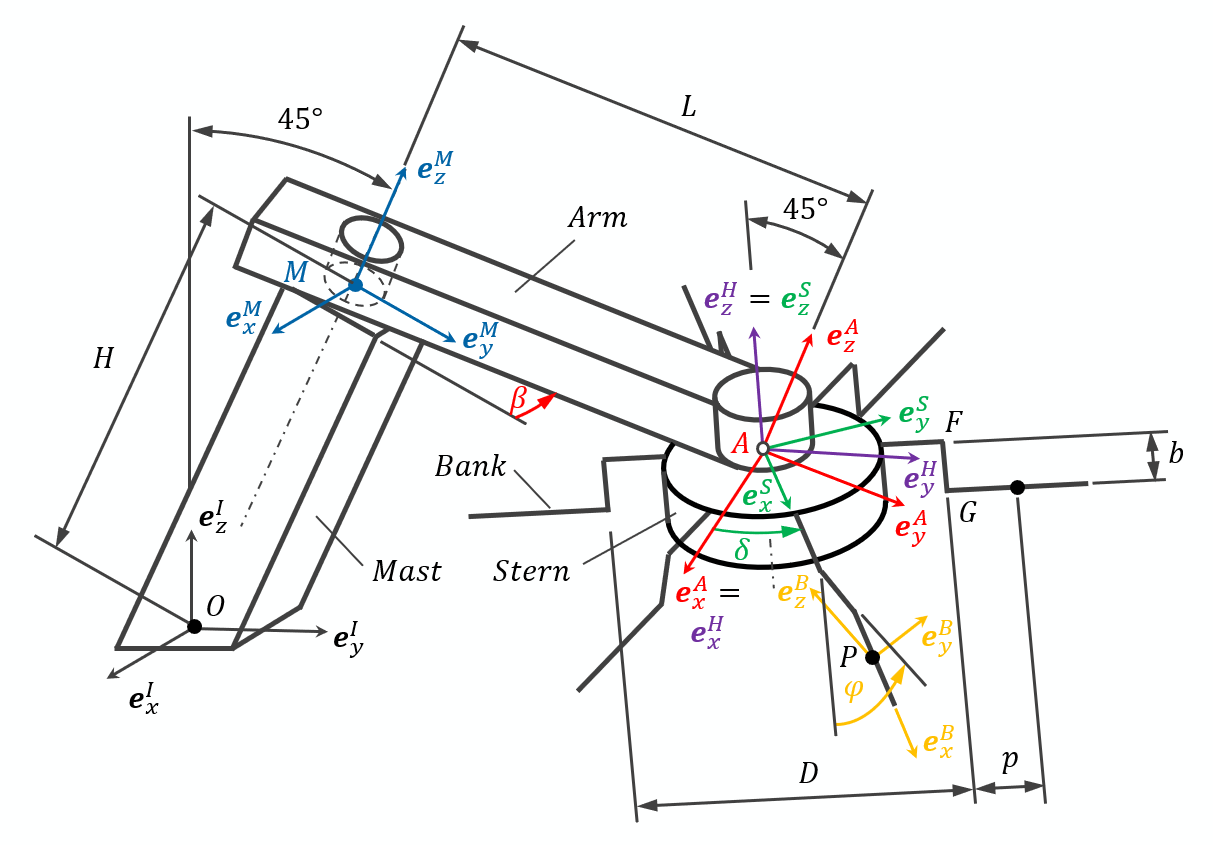 L
45°
e_z^M
45°
Arm
M
e_z^H = e_z^S
e_x^M
e_y^M
e_z^A
H
β
e_y^S
F
A
b
Bank
e_y^H
e_x^S
G
e_z^I
e_y^A
δ
Mast
Stern
e_x^A =
e_z^B
O
e_x^H
e_y^I
e_y^B
P
φ
e_x^I
e_x^B
D
p